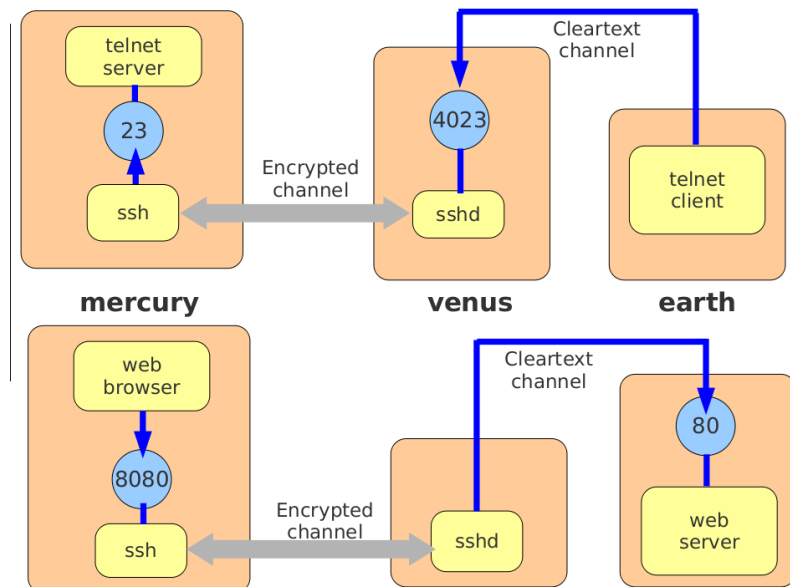 telnet
server
23
ssh
Encrypted
channel
4023
sshd
Cleartext
channel
telnet
client
mercury
venus
earth
web
browser
8080
ssh
Encrypted
channel
sshd
Cleartext
channel
80
web
server